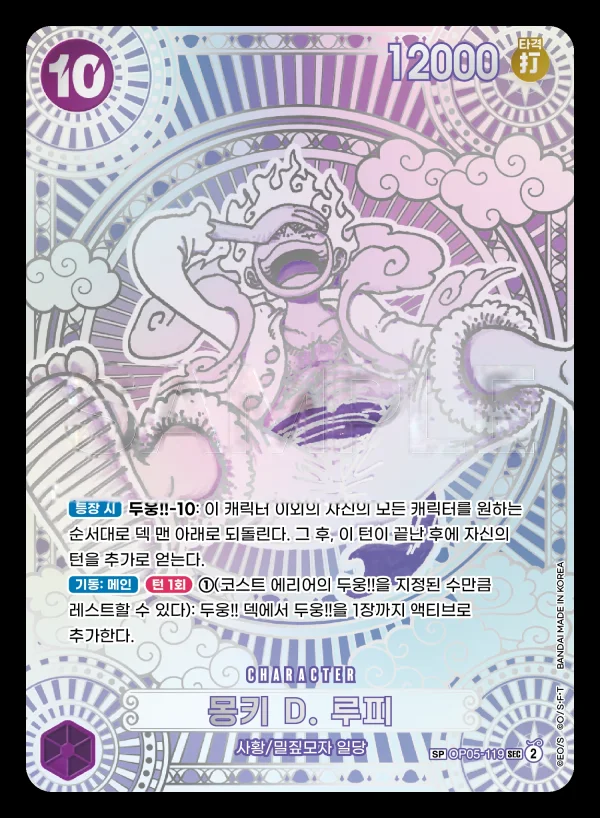 10
12000
타격
打
SAMPLE
등장 시 두웅!!-10: 이 캐릭터 이외의 자신의 모든 캐릭터를 원하는
순서대로 덱 맨 아래로 되돌린다. 그 후, 이 턴이 끝난 후에 자신의
턴을 추가로 얻는다.
기동: 메인 턴 1회 ①(코스트 에리어의 두웅!!을 지정된 수만큼
레스트할 수 있다): 두웅!! 덱에서 두웅!!을 1장까지 액티브로
추가한다.
CHARACTER
몽키 D. 루피
사황/밀짚모자 일당
SP OP05-119 SEC 2
©EO/S ©O/S·F·T BANDAI MADE IN KOREA